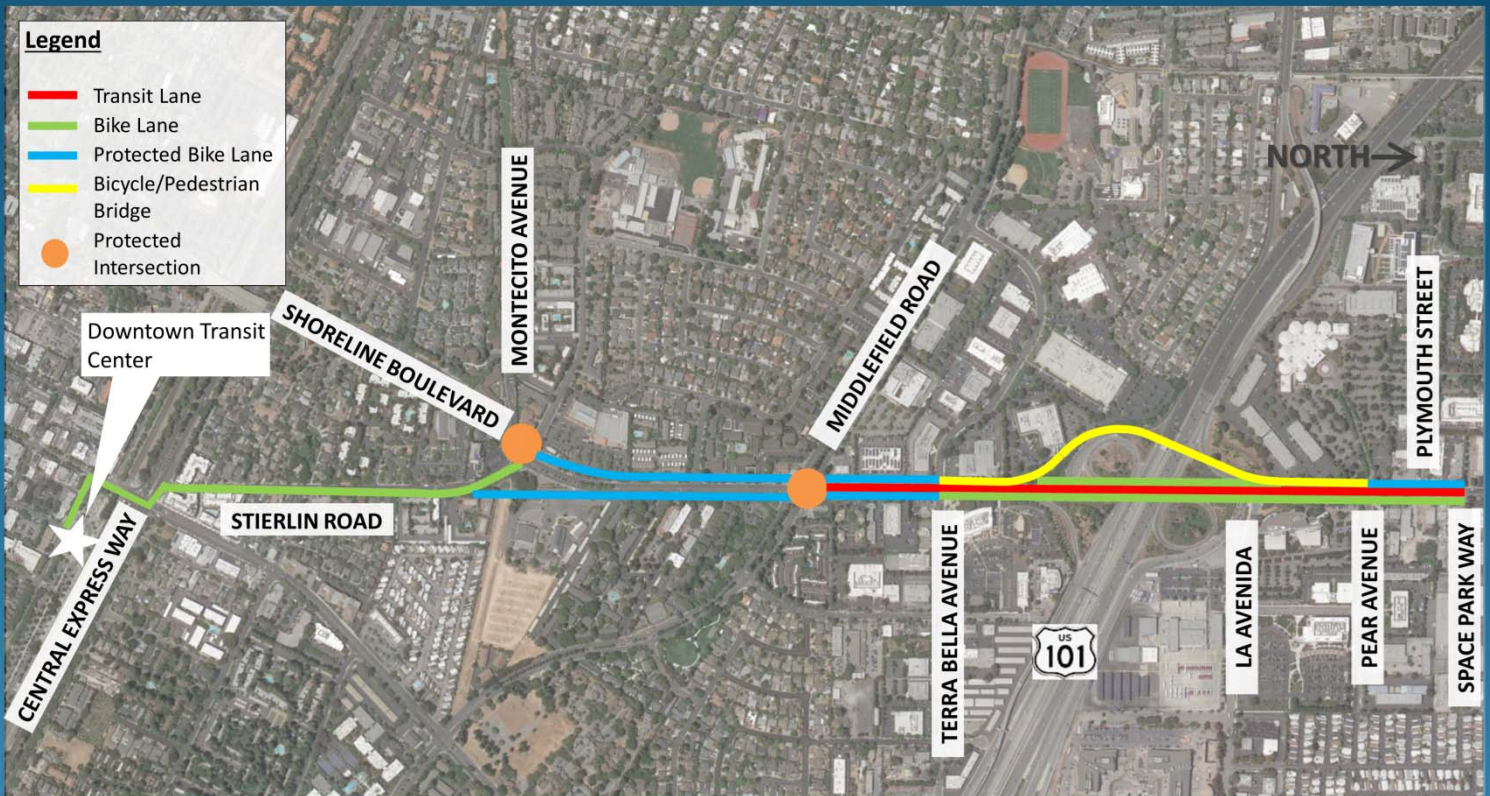 Legend
Transit Lane
Bike Lane
Protected Bike Lane
Bicycle/Pedestrian
Bridge
Protected
Intersection
NORTH
Downtown Transit
Center
SHORELINE BOULEVARD
MONTECITO AVENUE
MIDDLEFIELD ROAD
PLYMOUTH STREET
STIERLIN ROAD
CENTRAL EXPRESS WAY
TERRA BELLA AVENUE
US
101
LA AVENIDA
PEAR AVENUE
SPACE PARK WAY